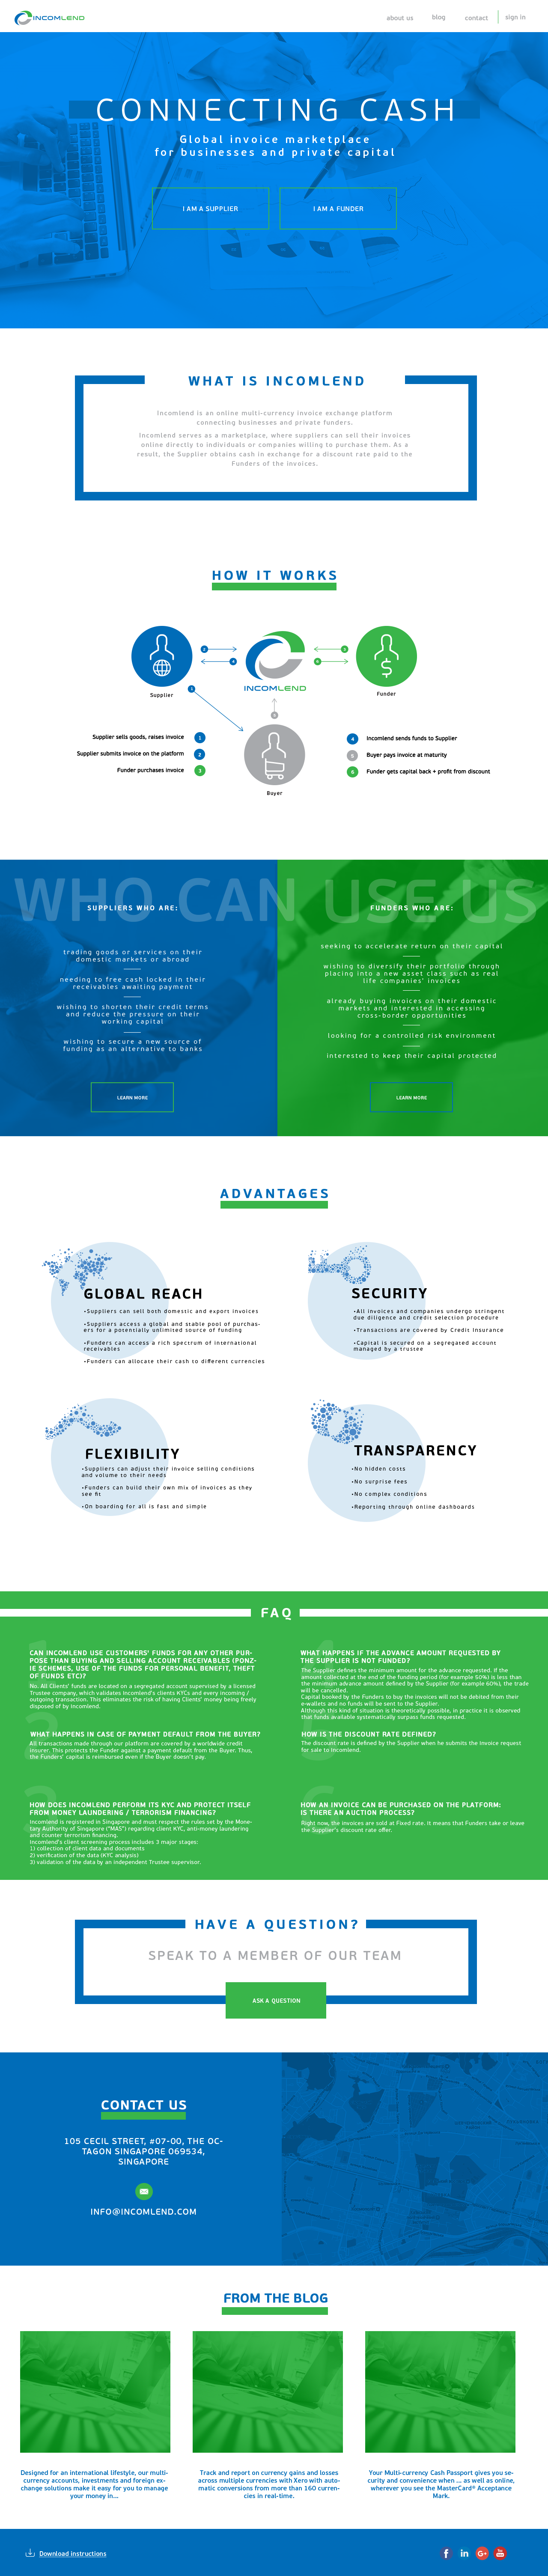 INCOMLEND
about us
blog
contact
sign in
CONNECTING CASH
Global invoice marketplace
for businesses and private capital
I AM A SUPPLIER
I AM A FUNDER
WHAT IS INCOMLEND
Incomlend is an online multi-currency invoice exchange platform
connecting businesses and private funders.
Incomlend serves as a marketplace, where suppliers can sell their invoices
online directly to individuals or companies willing to purchase them. As a
result, the Supplier obtains cash in exchange for a discount rate paid to the
Funders of the invoices.
HOW IT WORKS
Supplier
INCOMLEND
Funder
Buyer
Supplier sells goods, raises invoice 1
Supplier submits invoice on the platform 2
Funder purchases invoice 3
4 Incomlend sends funds to Supplier
5 Buyer pays invoice at maturity
6 Funder gets capital back + profit from discount
WHO CAN USE US
SUPPLIERS WHO ARE:
trading goods or services on their
domestic markets or abroad
needing to free cash locked in their
receivables awaiting payment
wishing to shorten their credit terms
and reduce the pressure on their
working capital
wishing to secure a new source of
funding as an alternative to banks
LEARN MORE
FUNDERS WHO ARE:
seeking to accelerate return on their capital
wishing to diversify their portfolio through
placing into a new asset class such as real
life companies' invoices
already buying invoices on their domestic
markets and interested in accessing
cross-border opportunities
looking for a controlled risk environment
interested to keep their capital protected
LEARN MORE
ADVANTAGES
GLOBAL REACH
•Suppliers can sell both domestic and export invoices
•Suppliers access a global and stable pool of purchas-
ers for a potentially unlimited source of funding
•Funders can access a rich spectrum of international
receivables
•Funders can allocate their cash to different currencies
SECURITY
•All invoices and companies undergo stringent
due diligence and credit selection procedure
•Transactions are covered by Credit Insurance
•Capital is secured on a segregated account
managed by a trustee
FLEXIBILITY
•Suppliers can adjust their invoice selling conditions
and volume to their needs
•Funders can build their own mix of invoices as they
see fit
•On boarding for all is fast and simple
TRANSPARENCY
•No hidden costs
•No surprise fees
•No complex conditions
•Reporting through online dashboards
FAQ
1
CAN INCOMLEND USE CUSTOMERS' FUNDS FOR ANY OTHER PUR-
POSE THAN BUYING AND SELLING ACCOUNT RECEIVABLES (PONZ-
IE SCHEMES, USE OF THE FUNDS FOR PERSONAL BENEFIT, THEFT
OF FUNDS ETC)?
No. All Clients' funds are located on a segregated account supervised by a licensed
Trustee company, which validates Incomlend's clients KYCs and every incoming /
outgoing transaction. This eliminates the risk of having Clients' money being freely
disposed of by Incomlend.
2
WHAT HAPPENS IN CASE OF PAYMENT DEFAULT FROM THE BUYER?
All transactions made through our platform are covered by a worldwide credit
insurer. This protects the Funder against a payment default from the Buyer. Thus,
the Funders' capital is reimbursed even if the Buyer doesn't pay.
3
HOW DOES INCOMLEND PERFORM ITS KYC AND PROTECT ITSELF
FROM MONEY LAUNDERING / TERRORISM FINANCING?
Incomlend is registered in Singapore and must respect the rules set by the Mone-
tary Authority of Singapore ("MAS") regarding client KYC, anti-money laundering
and counter terrorism financing.
Incomlend's client screening process includes 3 major stages:
1) collection of client data and documents
2) verification of the data (KYC analysis)
3) validation of the data by an independent Trustee supervisor.
4
WHAT HAPPENS IF THE ADVANCE AMOUNT REQUESTED BY
THE SUPPLIER IS NOT FUNDED?
The Supplier defines the minimum amount for the advance requested. If the
amount collected at the end of the funding period (for example 50%) is less than
the minimum advance amount defined by the Supplier (for example 60%), the trade
will be cancelled.
Capital booked by the Funders to buy the invoices will not be debited from their
e-wallets and no funds will be sent to the Supplier.
Although this kind of situation is theoretically possible, in practice it is observed
that funds available systematically surpass funds requested.
5
HOW IS THE DISCOUNT RATE DEFINED?
The discount rate is defined by the Supplier when he submits the invoice request
for sale to Incomlend.
6
HOW AN INVOICE CAN BE PURCHASED ON THE PLATFORM:
IS THERE AN AUCTION PROCESS?
Right now, the invoices are sold at Fixed rate. It means that Funders take or leave
the Supplier's discount rate offer.
HAVE A QUESTION?
SPEAK TO A MEMBER OF OUR TEAM
ASK A QUESTION
CONTACT US
105 CECIL STREET, #07-00, THE OC-
TAGON SINGAPORE 069534,
SINGAPORE
INFO@INCOMLEND.COM
FROM THE BLOG
Designed for an international lifestyle, our multi-
currency accounts, investments and foreign ex-
change solutions make it easy for you to manage
your money in...
Track and report on currency gains and losses
across multiple currencies with Xero with auto-
matic conversions from more than 160 curren-
cies in real-time.
Your Multi-currency Cash Passport gives you se-
curity and convenience when ... as well as online,
wherever you see the MasterCard® Acceptance
Mark.
Download instructions